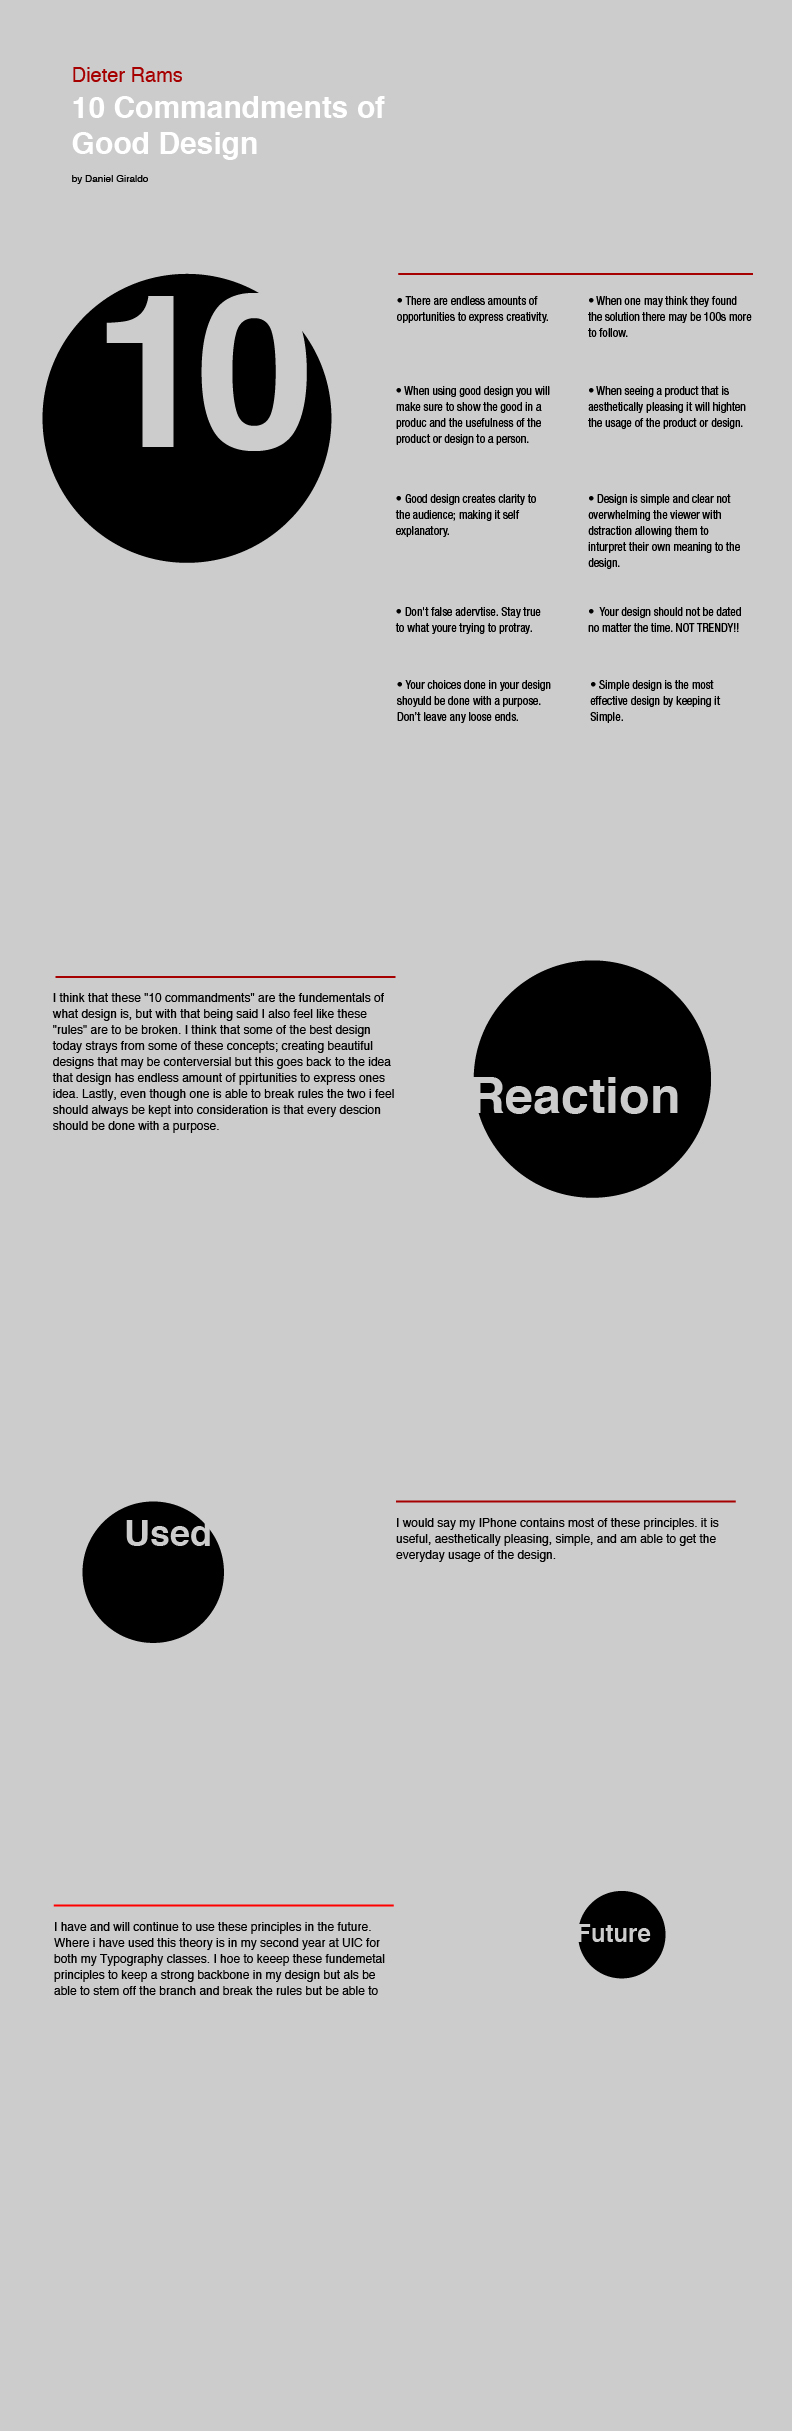 Dieter Rams
10 Commandments of
Good Design
by Daniel Giraldo
10
• There are endless amounts of
opportunities to express creativity.
• When one may think they found
the solution there may be 100s more
to follow.
• When using good design you will
make sure to show the good in a
produc and the usefulness of the
product or design to a person.
• When seeing a product that is
aesthetically pleasing it will highten
the usage of the product or design.
• Good design creates clarity to
the audience; making it self
explanatory.
• Design is simple and clear not
overwhelming the viewer with
dstraction allowing them to
inturpret their own meaning to the
design.
• Don't false adervtise. Stay true
to what youre trying to protray.
• Your design should not be dated
no matter the time. NOT TRENDY!!
• Your choices done in your design
shoyuld be done with a purpose.
Don't leave any loose ends.
• Simple design is the most
effective design by keeping it
Simple.
I think that these "10 commandments" are the fundementals of
what design is, but with that being said I also feel like these
"rules" are to be broken. I think that some of the best design
today strays from some of these concepts; creating beautiful
designs that may be conterversial but this goes back to the idea
that design has endless amount of ppirtunities to express ones
idea. Lastly, even though one is able to break rules the two i feel
should always be kept into consideration is that every descion
should be done with a purpose.
Reaction
Used
I would say my IPhone contains most of these principles. it is
useful, aesthetically pleasing, simple, and am able to get the
everyday usage of the design.
I have and will continue to use these principles in the future.
Where i have used this theory is in my second year at UIC for
both my Typography classes. I hoe to keeep these fundemetal
principles to keep a strong backbone in my design but als be
able to stem off the branch and break the rules but be able to
Future